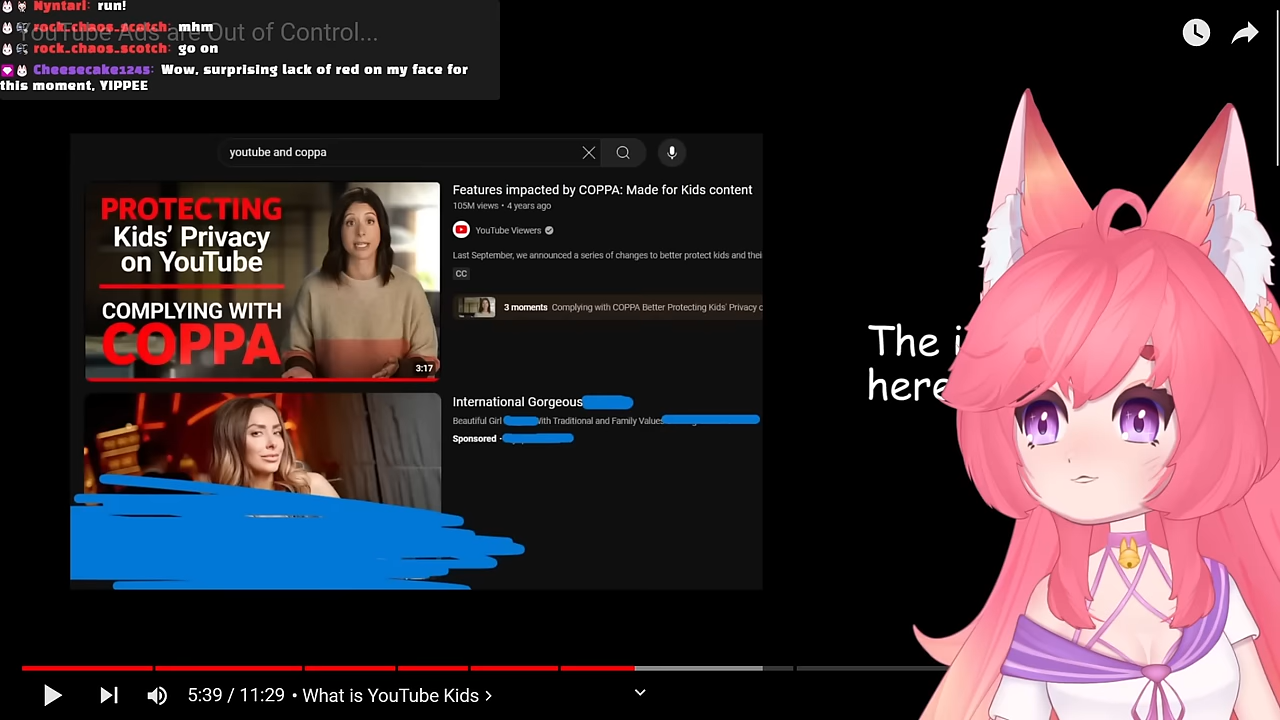 Nyntarl: run!
rock_chaos_scotch: mhm
YouTube Ads are Out of Control...
rock_chaos_scotch: go on
Cheesecake1245: Wow, surprising lack of red on my face for
this moment, YIPPEE
youtube and coppa
PROTECTING
Kids' Privacy
on YouTube
COMPLYING WITH
COPPA
3:17
Features impacted by COPPA: Made for Kids content
105M views • 4 years ago
YouTube Viewers
Last September, we announced a series of changes to better protect kids and thei
CC
3 moments Complying with COPPA Better Protecting Kids' Privacy o
International Gorgeous
Beautiful Girl With Traditional and Family Values
Sponsored ·
The
here
5:39 / 11:29 • What is YouTube Kids >